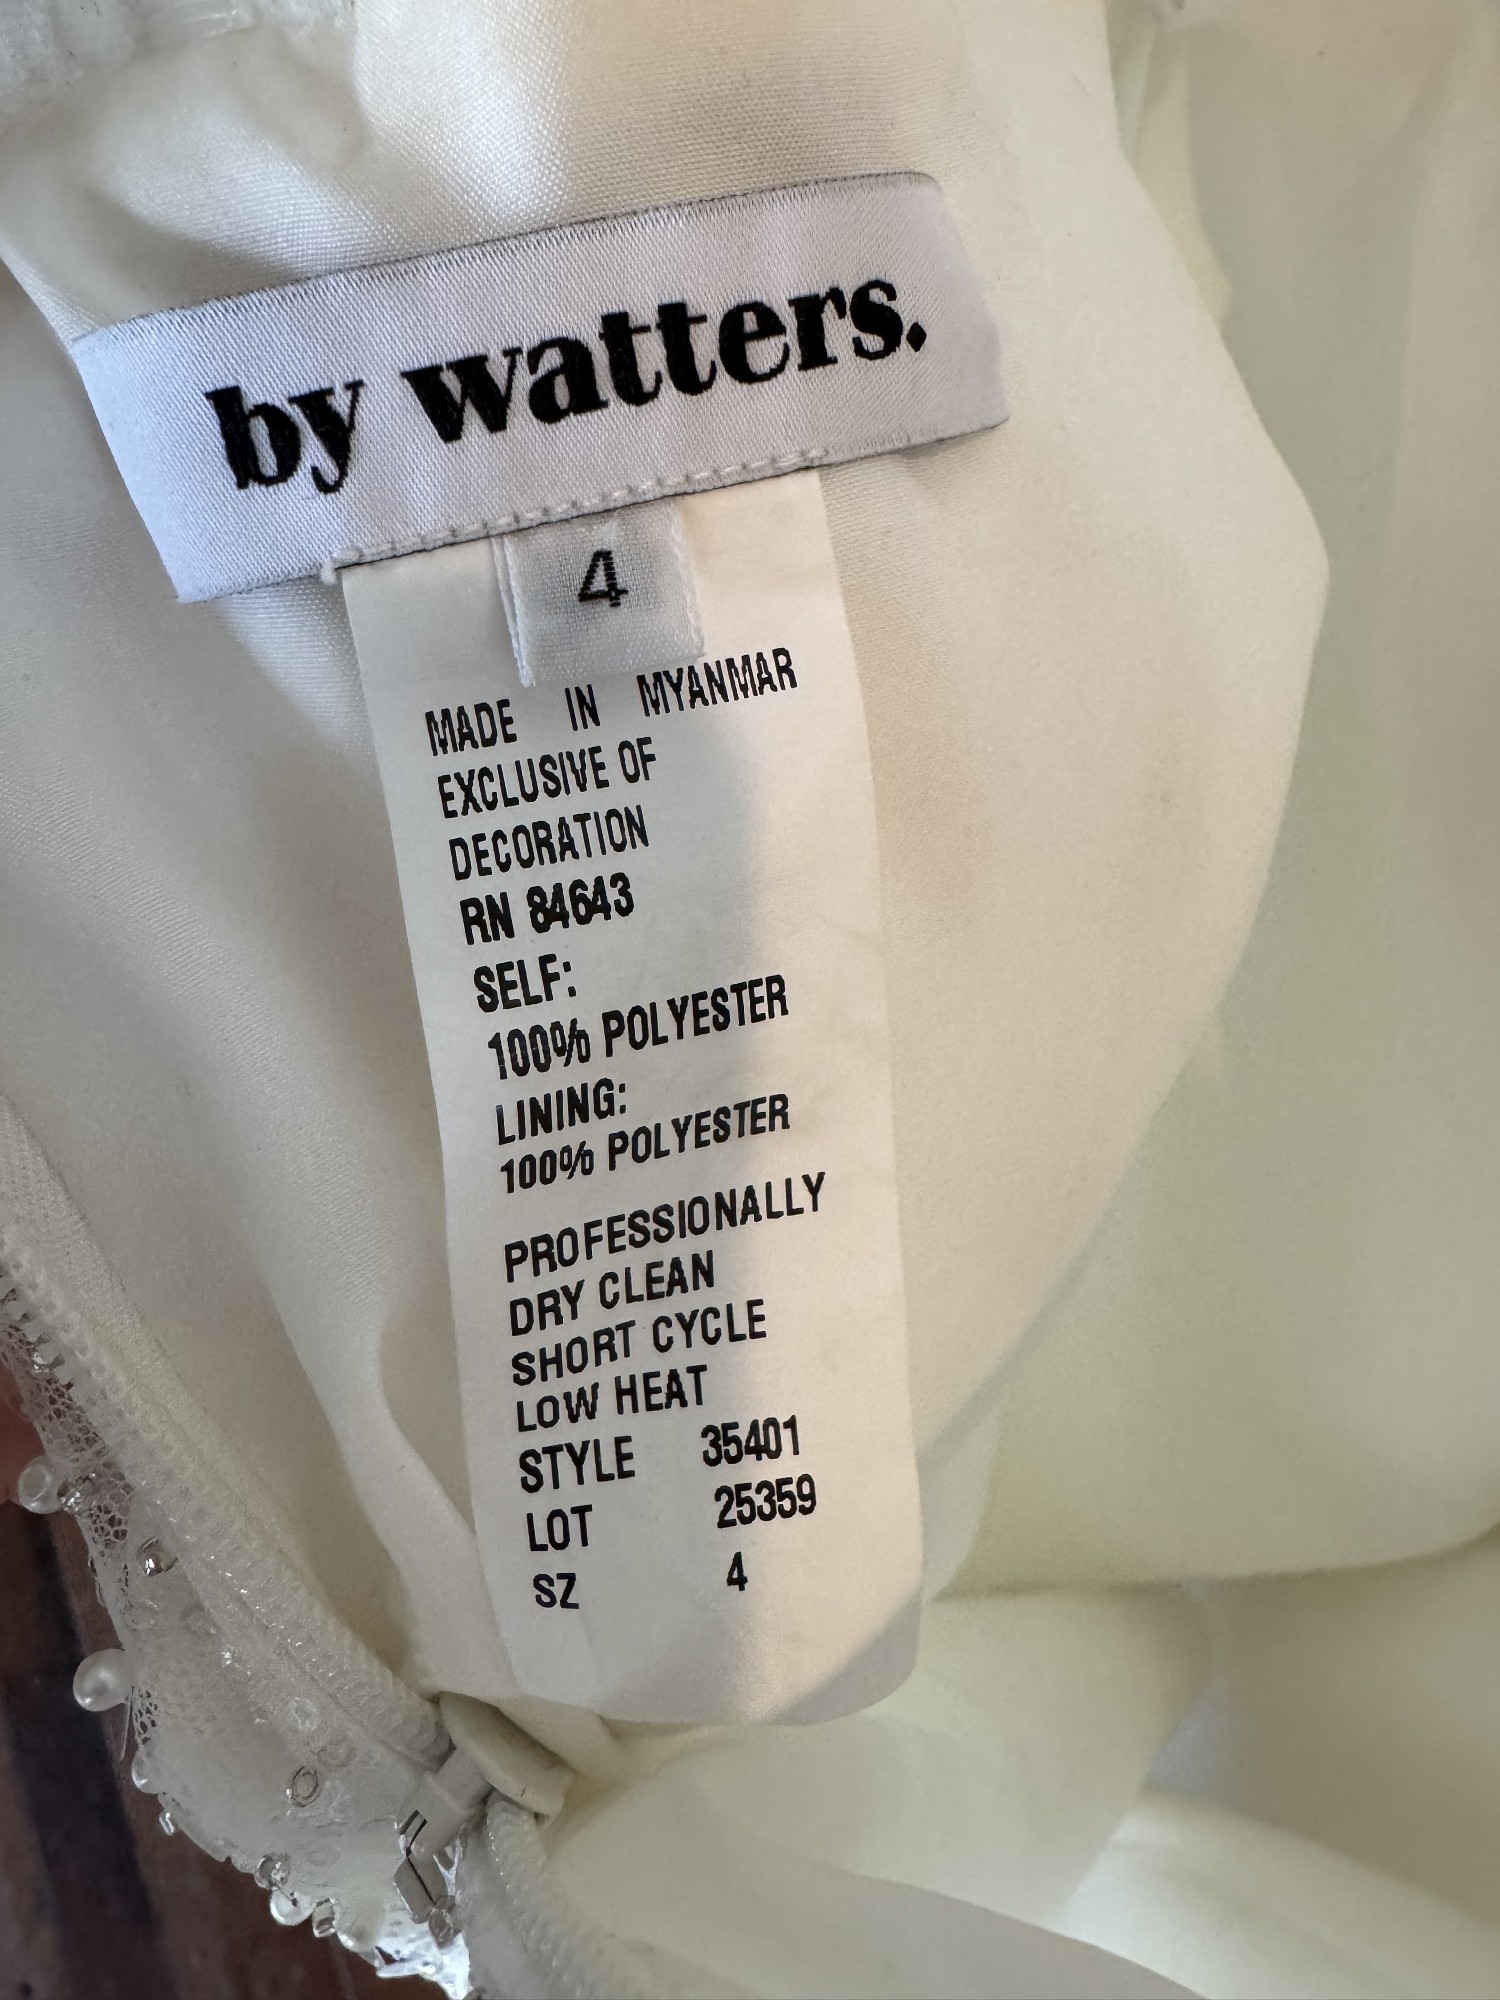 by watters.
4
MADE IN MYANMAR
EXCLUSIVE OF
DECORATION
RN 84643
SELF:
100% POLYESTER
LINING:
100% POLYESTER
PROFESSIONALLY
DRY CLEAN
SHORT CYCLE
LOW HEAT
STYLE 35401
LOT 25359
SZ 4